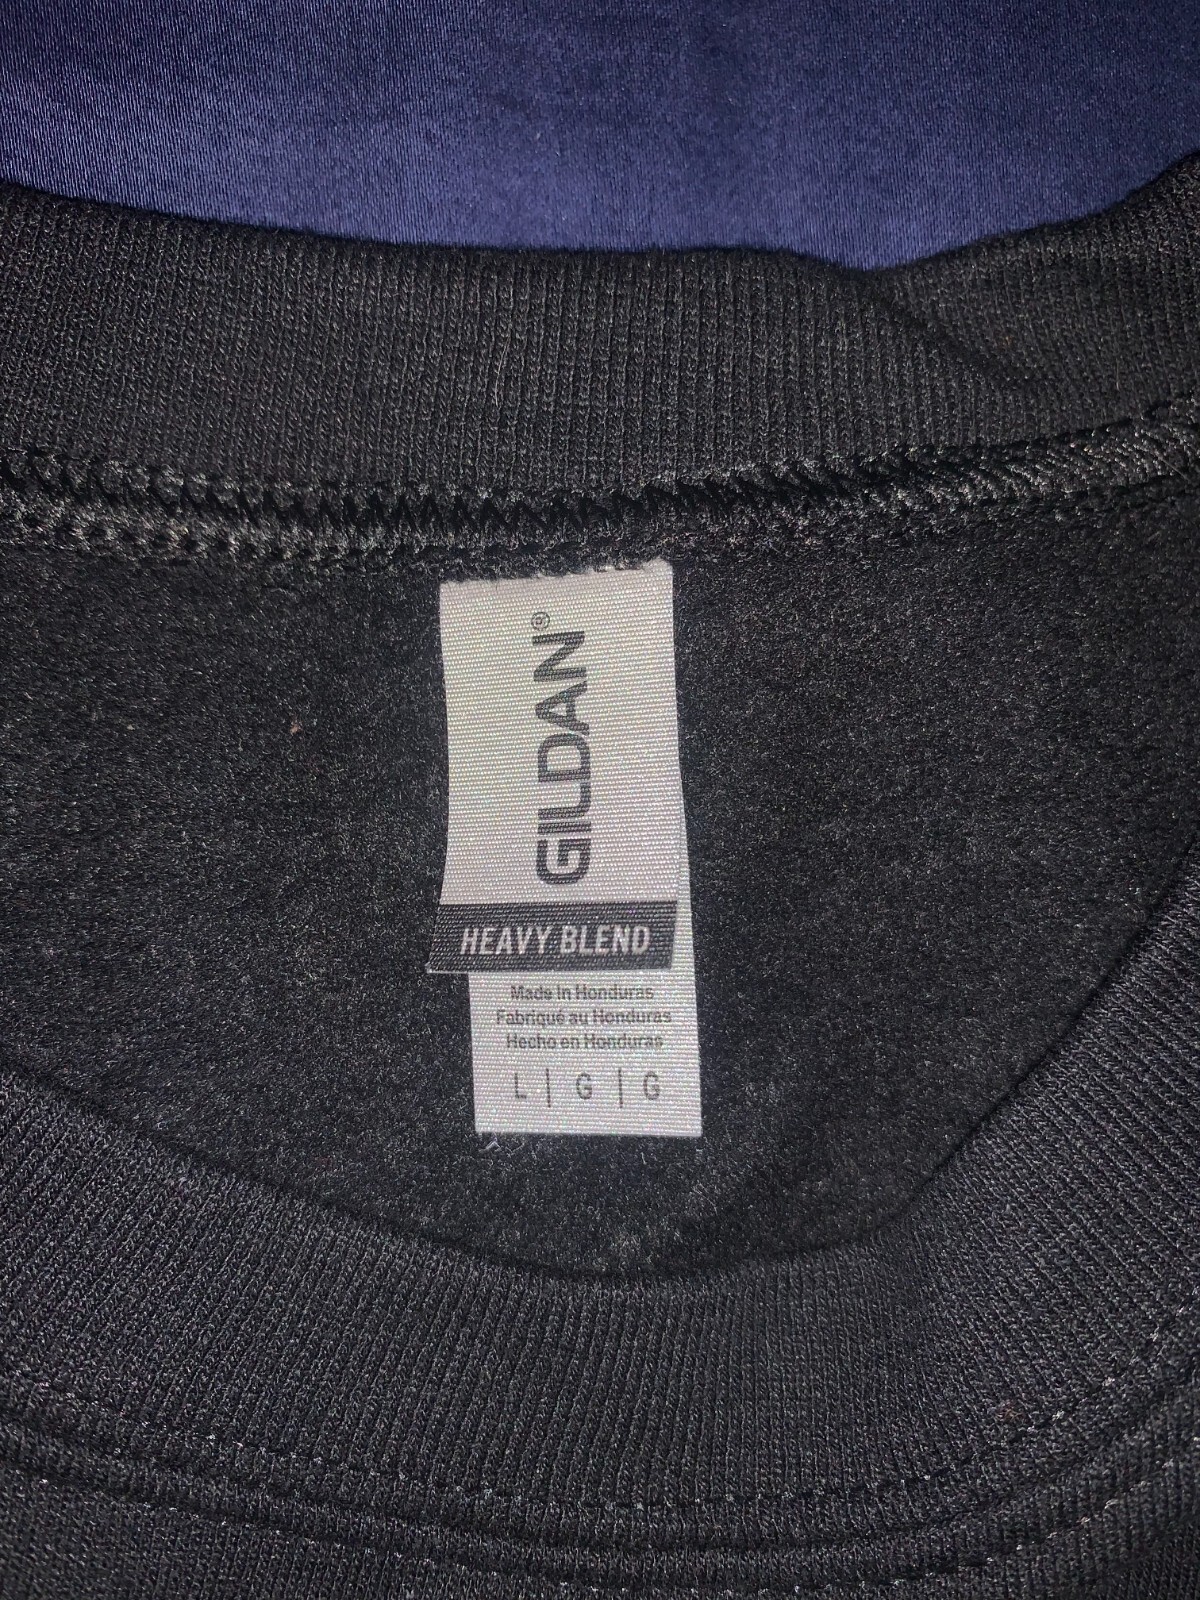 GILDAN®
HEAVY BLEND
Made in Honduras
Fabriqué au Honduras
Hecho en Honduras
L | G | G